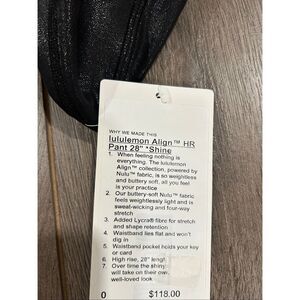 WHY WE MADE THIS
lululemon Align™ HR
Pant 28" *Shine
1. When feeling nothing is
everything. The lululemon
Align™ collection, powered by
Nulu™ fabric, is so weightless
and buttery soft, all you feel
is your practice
2. Our buttery-soft Nulu™ fabric
feels weightlessly light and is
sweat-wicking and four-way
stretch
3. Added Lycra® fibre for stretch
and shape retention
4. Waistband lies flat and won't
dig in
5. Waistband pocket holds your key
or card
6. High rise, 28" length
7. Over time the shiny
will take on their own
well-loved look
0 $118.00